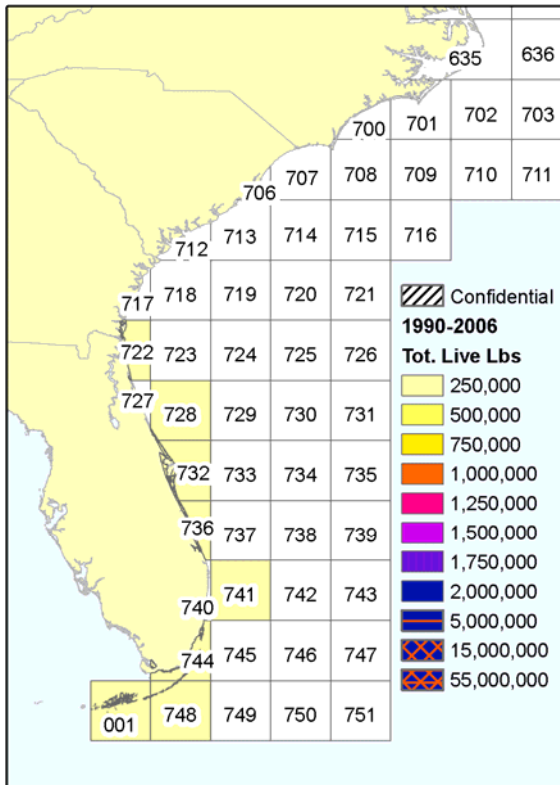 635 636
700 701 702 703
706 707 708 709 710 711
712 713 714 715 716
717 718 719 720 721
722 723 724 725 726
727 728 729 730 731
732 733 734 735
736 737 738 739
740 741 742 743
744 745 746 747
001 748 749 750 751
Confidential
1990-2006
Tot. Live Lbs
250,000
500,000
750,000
1,000,000
1,250,000
1,500,000
1,750,000
2,000,000
5,000,000
15,000,000
55,000,000